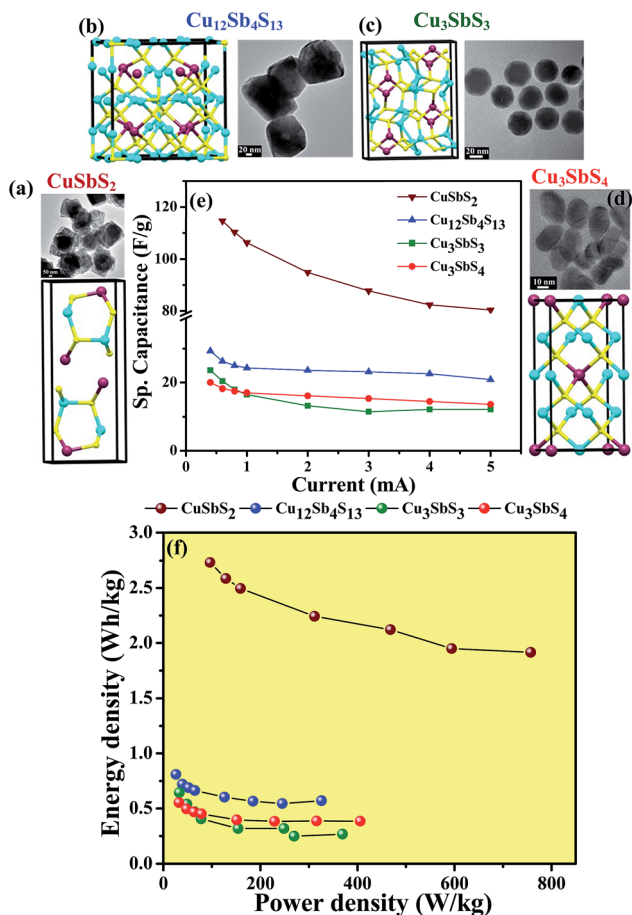 (b) Cu12Sb4S13
20 nm
(c) Cu3SbS3
20 nm
(a) CuSbS2
50 nm
Cu3SbS4
(d)
10 nm
(e)
CuSbS2
Cu12Sb4S13
Cu3SbS3
Cu3SbS4
Sp. Capacitance (F/g)
120
100
80
20
0
0 1 2 3 4 5
Current (mA)
CuSbS2 Cu12Sb4S13 Cu3SbS3 Cu3SbS4
(f)
Energy density (Wh/kg)
3.0
2.5
2.0
1.5
1.0
0.5
0.0
0 200 400 600 800
Power density (W/kg)